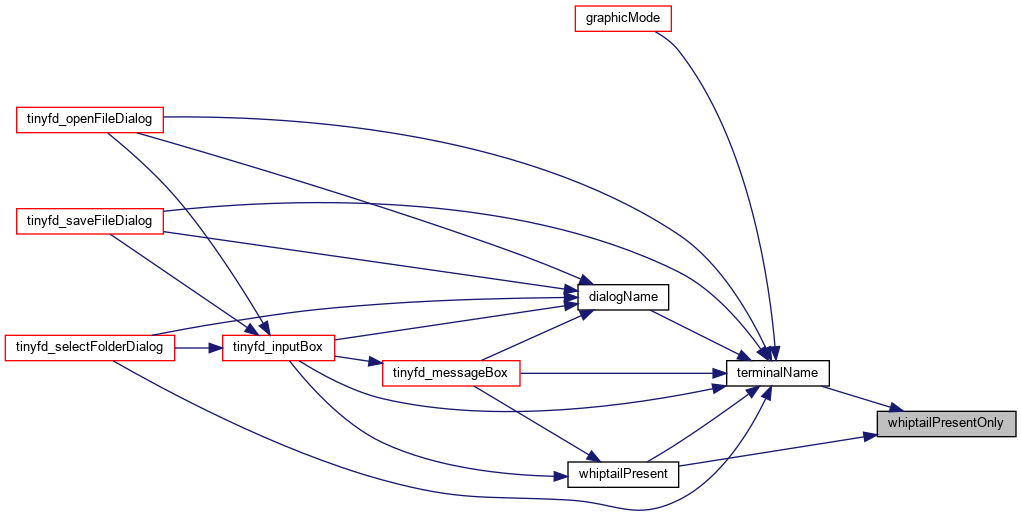 graphicMode
tinyfd_openFileDialog
tinyfd_saveFileDialog
dialogName
tinyfd_selectFolderDialog
tinyfd_inputBox
tinyfd_messageBox
terminalName
whiptailPresentOnly
whiptailPresent